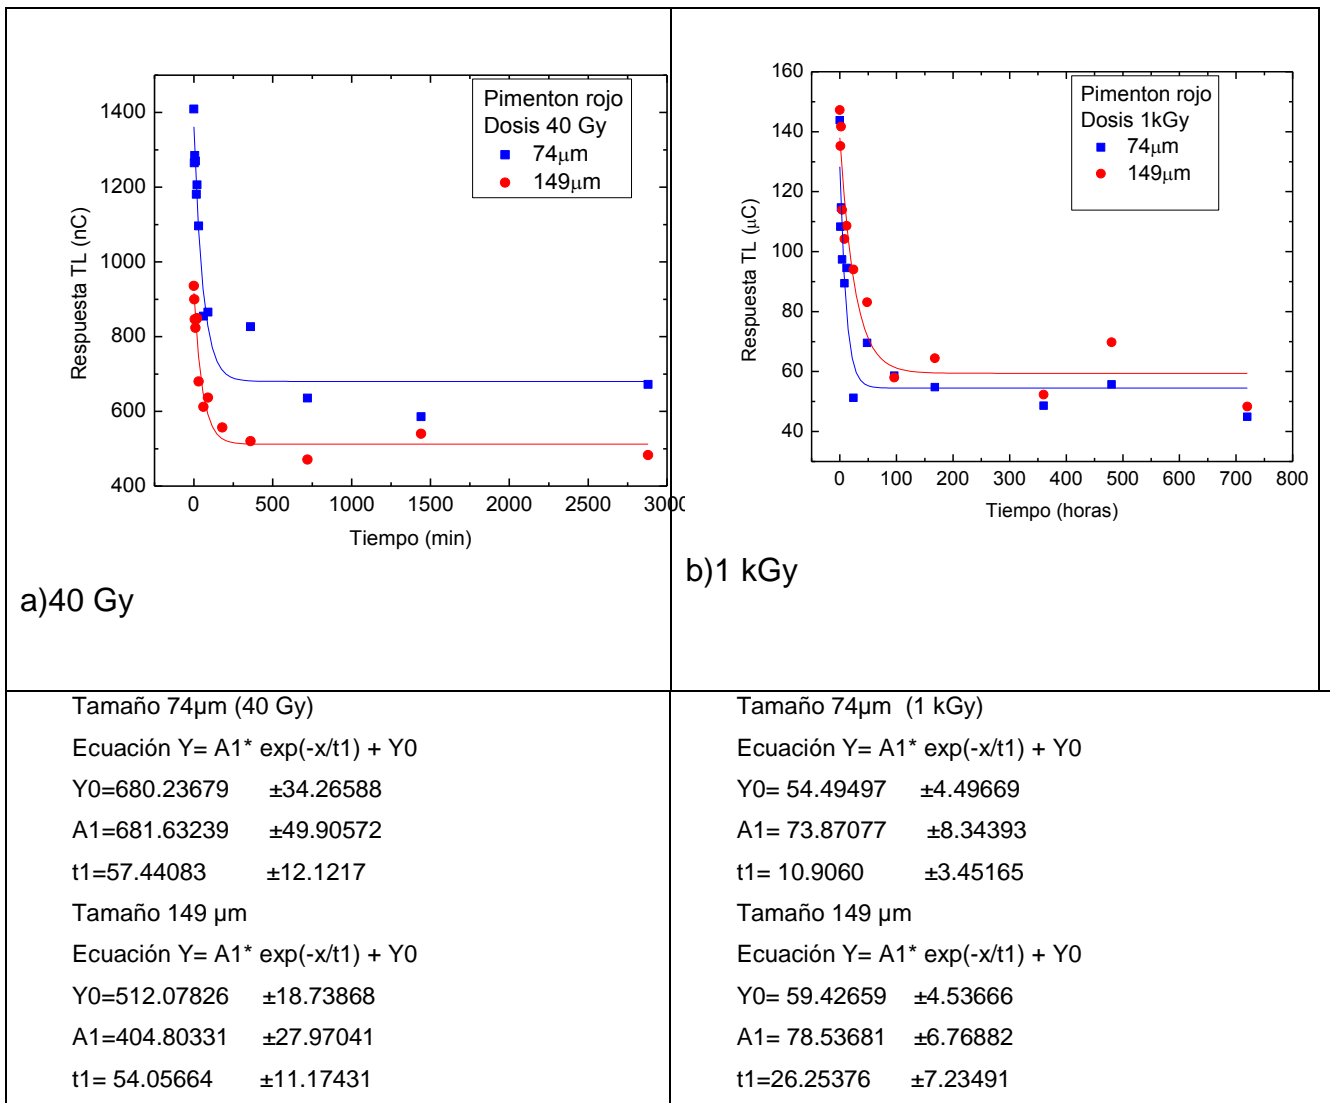 1400
1200
1000
800
600
400
Respuesta TL (nC)
Pimenton rojo
Dosis 40 Gy
74μm
149μm
0 500 1000 1500 2000 2500 3000
Tiempo (min)
a)40 Gy
160
140
120
100
80
60
40
Respuesta TL (μC)
Pimenton rojo
Dosis 1kGy
74μm
149μm
0 100 200 300 400 500 600 700 800
Tiempo (horas)
b)1 kGy
Tamaño 74μm (40 Gy)
Ecuación Y= A1* exp(-x/t1) + Y0
Y0=680.23679 ±34.26588
A1=681.63239 ±49.90572
t1=57.44083 ±12.1217
Tamaño 149 μm
Ecuación Y= A1* exp(-x/t1) + Y0
Y0=512.07826 ±18.73868
A1=404.80331 ±27.97041
t1= 54.05664 ±11.17431
Tamaño 74μm (1 kGy)
Ecuación Y= A1* exp(-x/t1) + Y0
Y0= 54.49497 ±4.49669
A1= 73.87077 ±8.34393
t1= 10.9060 ±3.45165
Tamaño 149 μm
Ecuación Y= A1* exp(-x/t1) + Y0
Y0= 59.42659 ±4.53666
A1= 78.53681 ±6.76882
t1=26.25376 ±7.23491